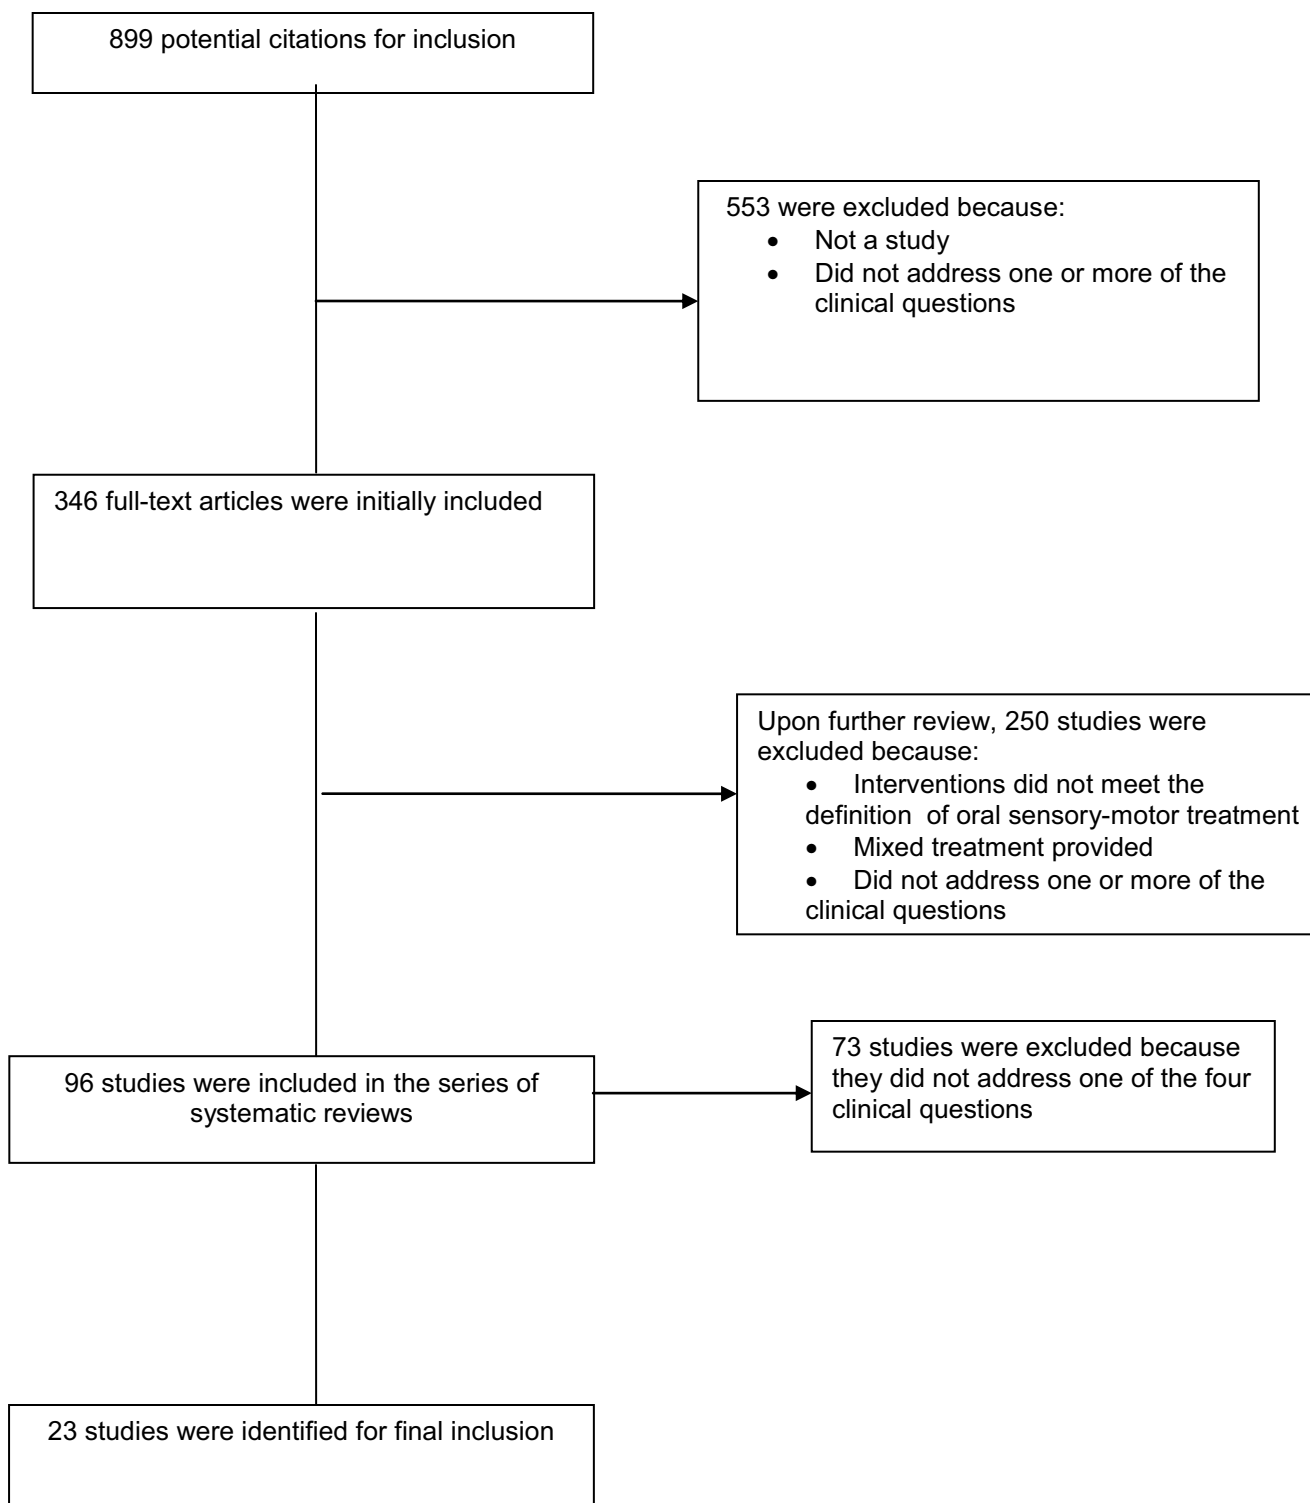 899 potential citations for inclusion
553 were excluded because:
• Not a study
• Did not address one or more of the
clinical questions
346 full-text articles were initially included
Upon further review, 250 studies were
excluded because:
• Interventions did not meet the
definition of oral sensory-motor treatment
• Mixed treatment provided
• Did not address one or more of the
clinical questions
96 studies were included in the series of
systematic reviews
73 studies were excluded because
they did not address one of the four
clinical questions
23 studies were identified for final inclusion